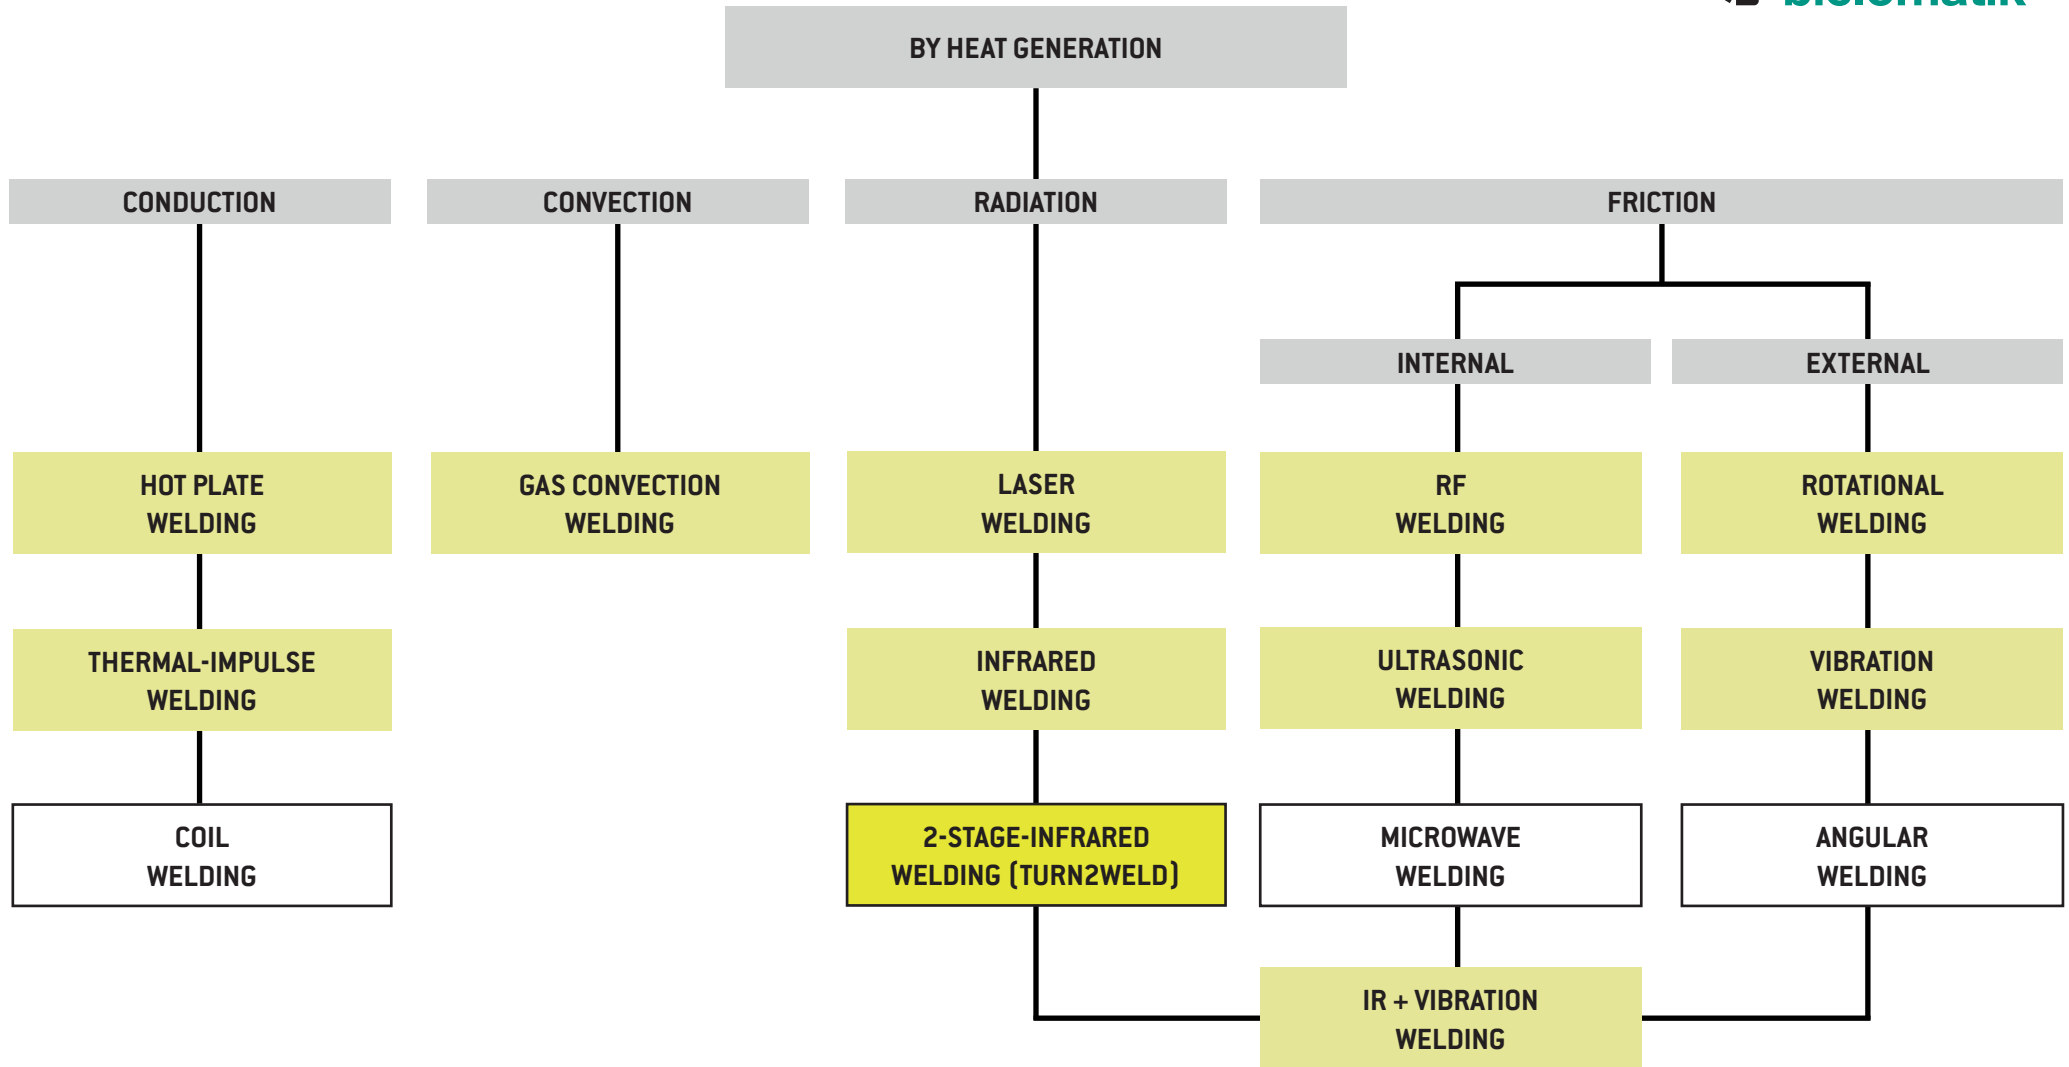 BY HEAT GENERATION
CONDUCTION
CONVECTION
RADIATION
FRICTION
INTERNAL
EXTERNAL
HOT PLATE
WELDING
GAS CONVECTION
WELDING
LASER
WELDING
RF
WELDING
ROTATIONAL
WELDING
THERMAL-IMPULSE
WELDING
INFRARED
WELDING
ULTRASONIC
WELDING
VIBRATION
WELDING
COIL
WELDING
2-STAGE-INFRARED
WELDING (TURN2WELD)
MICROWAVE
WELDING
ANGULAR
WELDING
IR + VIBRATION
WELDING